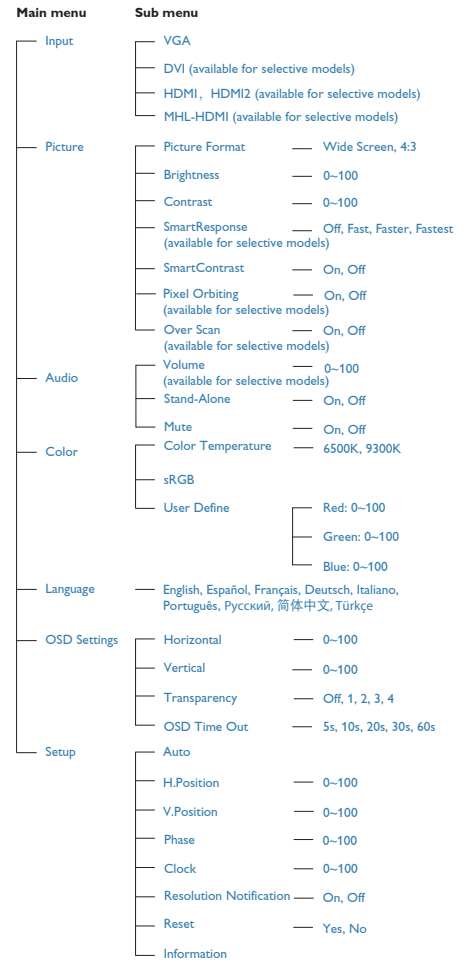 Main menu Sub menu
Input VGA
DVI (available for selective models)
HDMI，HDMI2 (available for selective models)
MHL-HDMI (available for selective models)
Picture Picture Format Wide Screen, 4:3
Brightness 0~100
Contrast 0~100
SmartResponse Off, Fast, Faster, Fastest
(available for selective models)
SmartContrast On, Off
Pixel Orbiting On, Off
(available for selective models)
Over Scan On, Off
(available for selective models)
Audio Volume 0~100
(available for selective models)
Stand-Alone On, Off
Mute On, Off
Color Color Temperature 6500K, 9300K
sRGB
User Define Red: 0~100
Green: 0~100
Blue: 0~100
Language English, Español, Français, Deutsch, Italiano,
Português, Русский, 简体中文, Türkçe
OSD Settings Horizontal 0~100
Vertical 0~100
Transparency Off, 1, 2, 3, 4
OSD Time Out 5s, 10s, 20s, 30s, 60s
Setup Auto
H.Position 0~100
V.Position 0~100
Phase 0~100
Clock 0~100
Resolution Notification On, Off
Reset Yes, No
Information